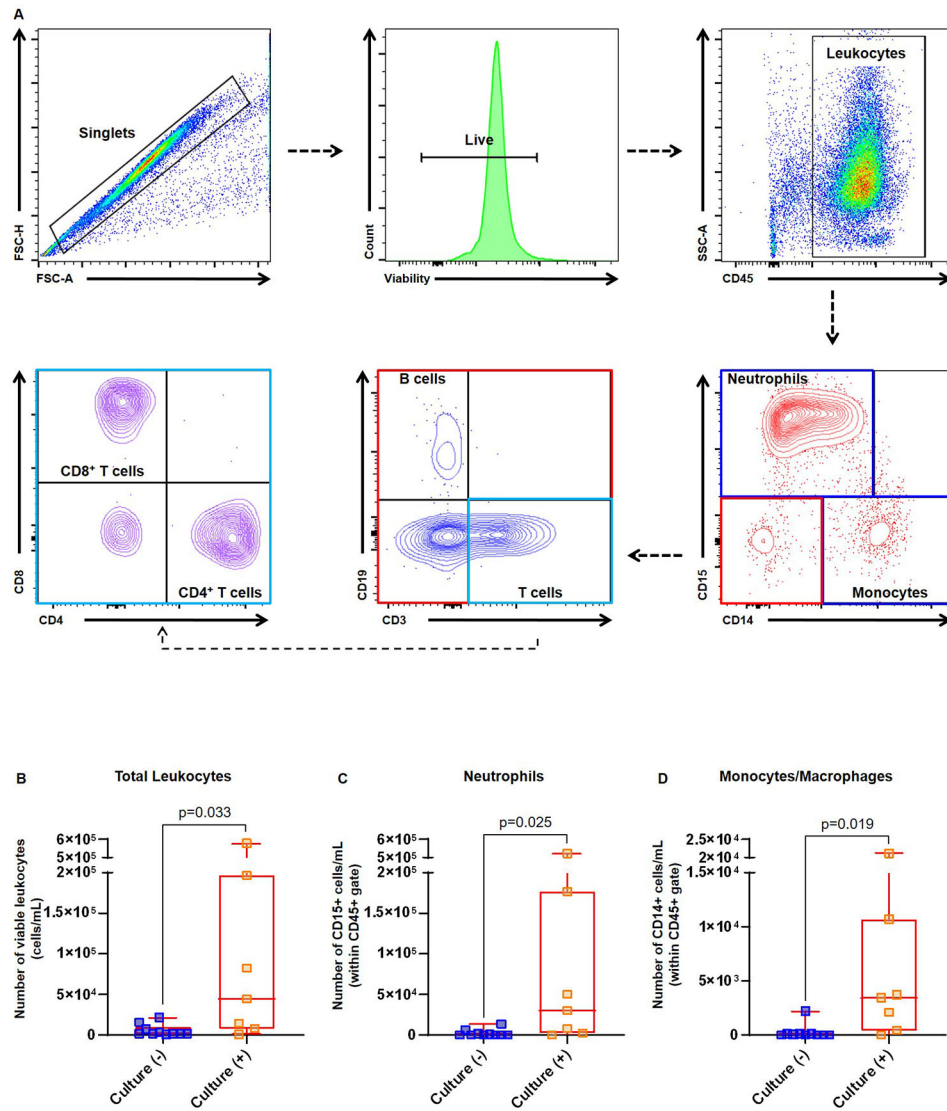 A
Singlets
FSC-H
FSC-A
Live
Count
Viability
Leukocytes
SSC-A
CD45
CD8⁺ T cells
CD4⁺ T cells
CD8
CD4
B cells
T cells
CD19
CD3
Neutrophils
Monocytes
CD15
CD14
B
Total Leukocytes
p=0.033
Number of viable leukocytes
(cells/mL)
6×10⁵
5×10⁵
2×10⁵
1.5×10⁵
1×10⁵
5×10⁴
0
Culture (-)
Culture (+)
C
Neutrophils
p=0.025
Number of CD15+ cells/mL
(within CD45+ gate)
6×10⁵
5×10⁵
2×10⁵
1.5×10⁵
1×10⁵
5×10⁴
0
Culture (-)
Culture (+)
D
Monocytes/Macrophages
p=0.019
Number of CD14+ cells/mL
(within CD45+ gate)
2.5×10⁴
2×10⁴
1.5×10⁴
1×10⁴
5×10³
0
Culture (-)
Culture (+)